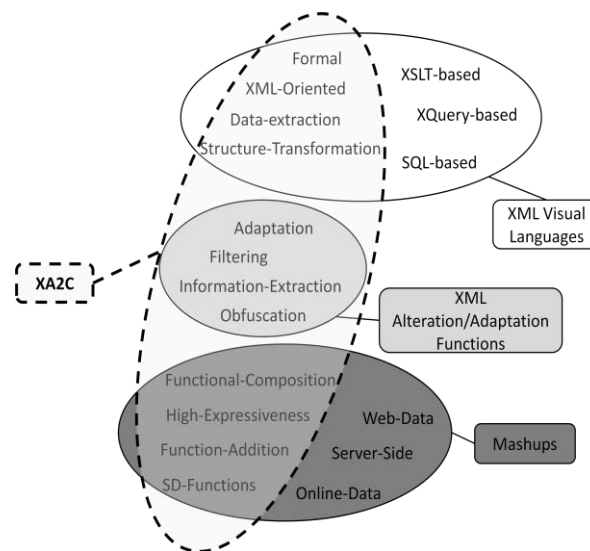 Formal
XML-Oriented
Data-extraction
Structure-Transformation
XSLT-based
XQuery-based
SQL-based
XML Visual
Languages
Adaptation
Filtering
Information-Extraction
Obfuscation
XA2C
XML
Alteration/Adaptation
Functions
Functional-Composition
High-Expressiveness
Function-Addition
SD-Functions
Web-Data
Server-Side
Online-Data
Mashups